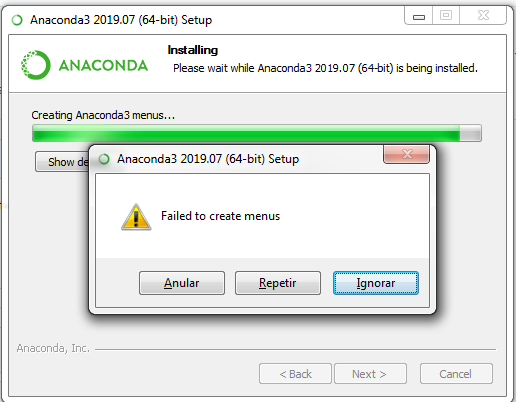 Anaconda3 2019.07 (64-bit) Setup
Installing
Please wait while Anaconda3 2019.07 (64-bit) is being installed.
ANACONDA
Creating Anaconda3 menus...
Show de
Anaconda3 2019.07 (64-bit) Setup
Failed to create menus
Anular Repetir Ignorar
Anaconda, Inc.
< Back Next > Cancel